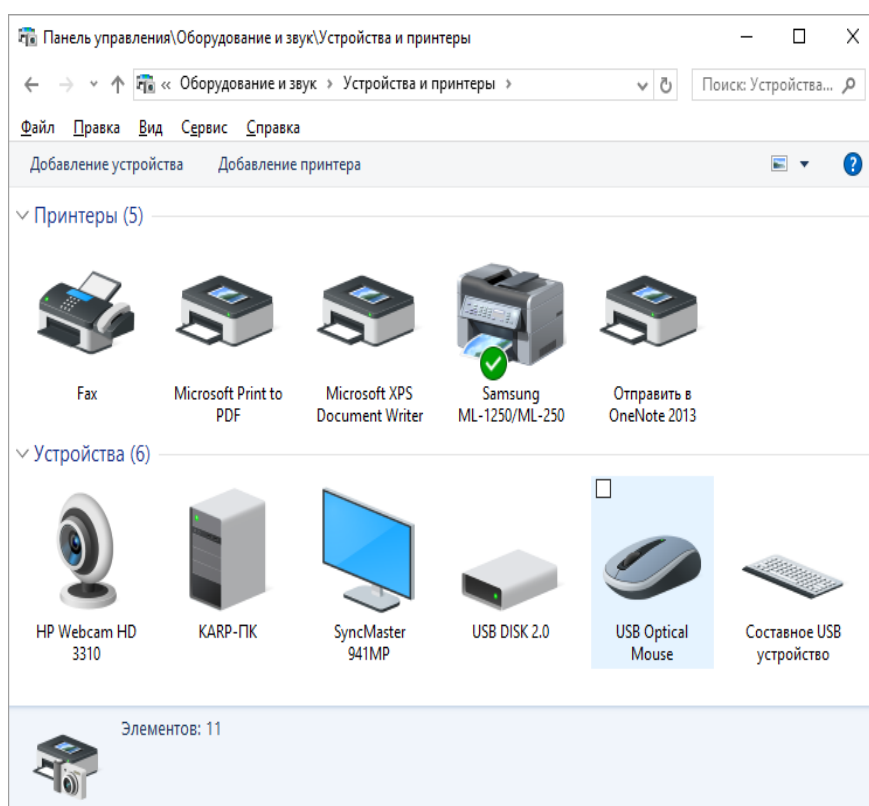 Панель управления\Оборудование и звук\Устройства и принтеры
« Оборудование и звук › Устройства и принтеры ›
Поиск: Устройства...
Файл Правка Вид Сервис Справка
Добавление устройства Добавление принтера
Принтеры (5)
Fax
Microsoft Print to
PDF
Microsoft XPS
Document Writer
Samsung
ML-1250/ML-250
Отправить в
OneNote 2013
Устройства (6)
HP Webcam HD
3310
KARP-ПК
SyncMaster
941MP
USB DISK 2.0
USB Optical
Mouse
Составное USB
устройство
Элементов: 11